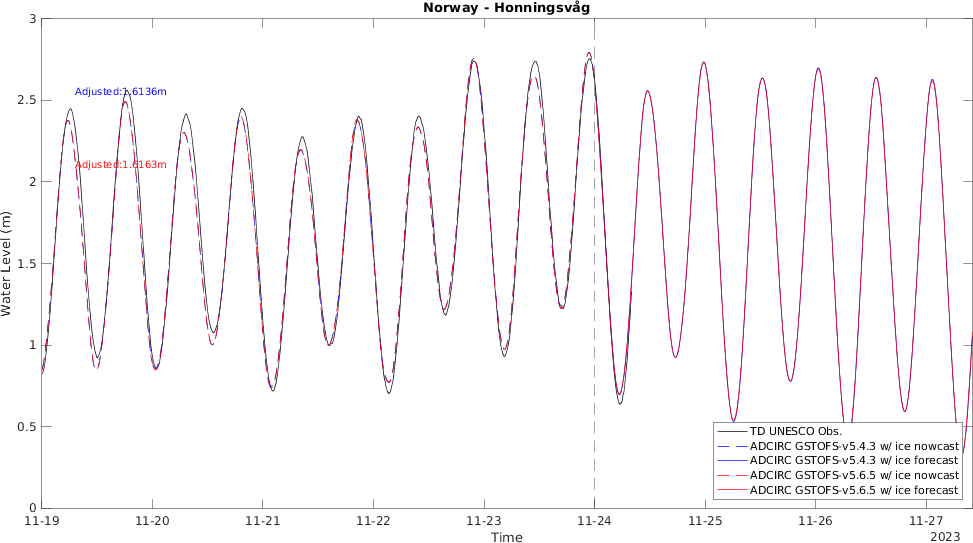 Norway - Honningsvåg
3
2.5
2
1.5
1
0.5
0
Water Level (m)
Adjusted:1.6136m
Adjusted:1.6163m
TD UNESCO Obs.
ADCIRC GSTOFS-v5.4.3 w/ ice nowcast
ADCIRC GSTOFS-v5.4.3 w/ ice forecast
ADCIRC GSTOFS-v5.6.5 w/ ice nowcast
ADCIRC GSTOFS-v5.6.5 w/ ice forecast
11-19 11-20 11-21 11-22 11-23 11-24 11-25 11-26 11-27
Time
2023